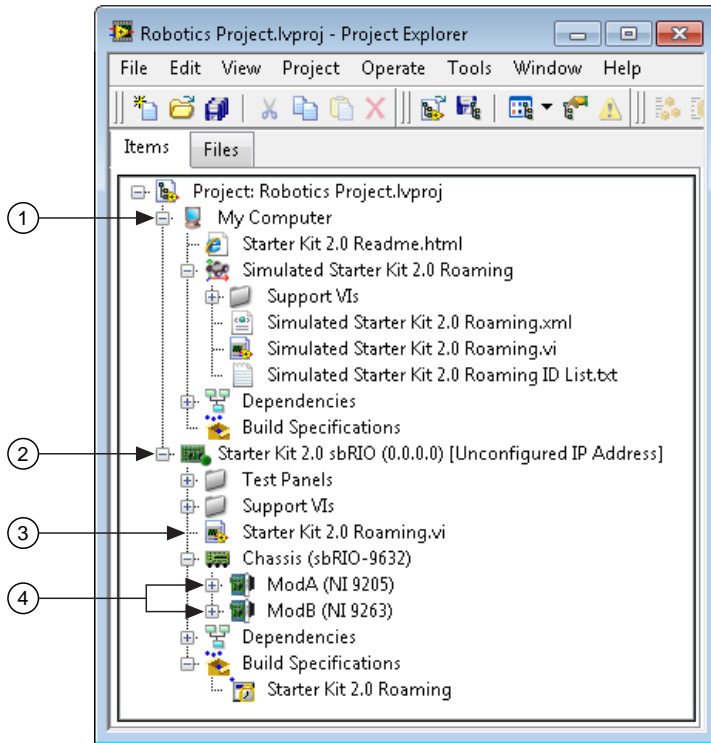 Robotics Project.lvproj - Project Explorer
File Edit View Project Operate Tools Window Help
Items Files
Project: Robotics Project.lvproj
1 My Computer
Starter Kit 2.0 Readme.html
Simulated Starter Kit 2.0 Roaming
Support VIs
Simulated Starter Kit 2.0 Roaming.xml
Simulated Starter Kit 2.0 Roaming.vi
Simulated Starter Kit 2.0 Roaming ID List.txt
Dependencies
Build Specifications
2 Starter Kit 2.0 sbRIO (0.0.0.0) [Unconfigured IP Address]
Test Panels
Support VIs
3 Starter Kit 2.0 Roaming.vi
Chassis (sbRIO-9632)
4 ModA (NI 9205)
ModB (NI 9263)
Dependencies
Build Specifications
Starter Kit 2.0 Roaming